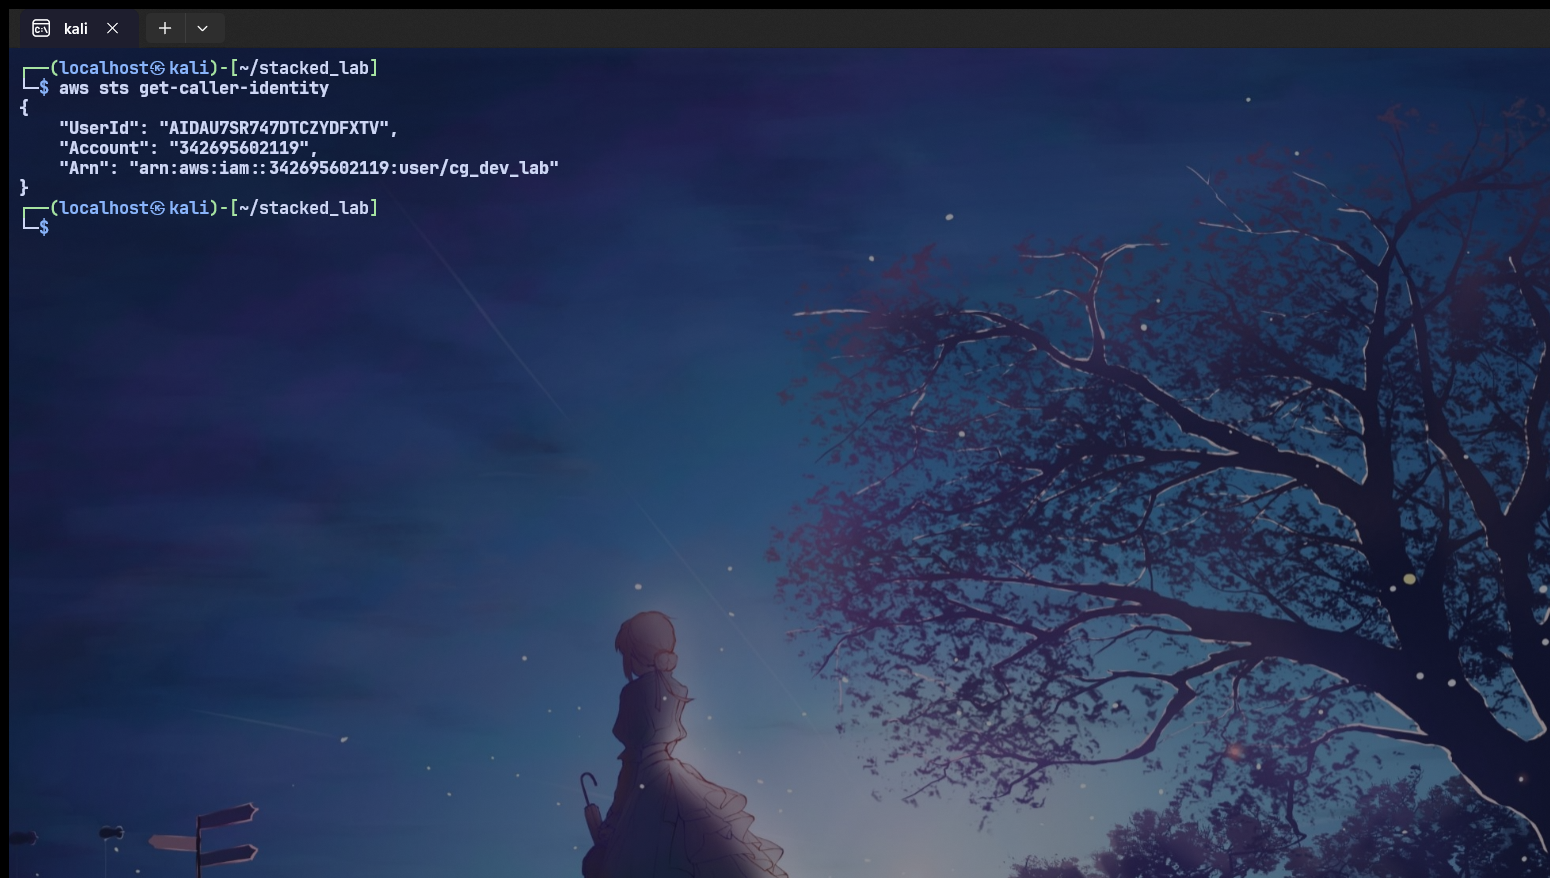 kali
┌──(localhost㉿kali)-[~/stacked_lab]
└─$ aws sts get-caller-identity
{
    "UserId": "AIDAU7SR747DTCZYDFXTV",
    "Account": "342695602119",
    "Arn": "arn:aws:iam::342695602119:user/cg_dev_lab"
}
┌──(localhost㉿kali)-[~/stacked_lab]
└─$